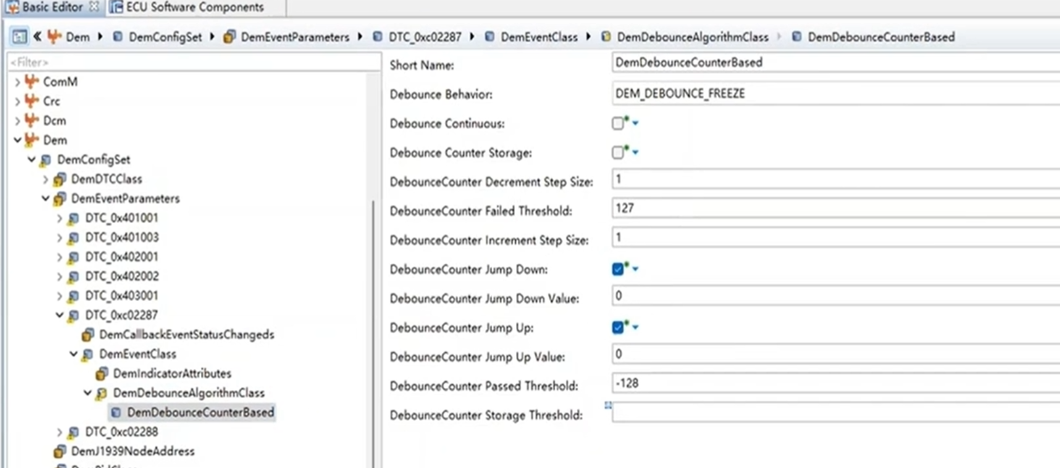 Basic Editor ECU Software Components
Dem DemConfigSet DemEventParameters DTC_0xc02287 DemEventClass DemDebounceAlgorithmClass DemDebounceCounterBased
<Filter>
ComM
Crc
Dcm
Dem
DemConfigSet
DemDTCClass
DemEventParameters
DTC_0x401001
DTC_0x401003
DTC_0x402001
DTC_0x402002
DTC_0x403001
DTC_0xc02287
DemCallbackEventStatusChangeds
DemEventClass
DemIndicatorAttributes
DemDebounceAlgorithmClass
DemDebounceCounterBased
DTC_0xc02288
DemJ1939NodeAddress
Short Name: DemDebounceCounterBased
Debounce Behavior: DEM_DEBOUNCE_FREEZE
Debounce Continuous:
Debounce Counter Storage:
DebounceCounter Decrement Step Size: 1
DebounceCounter Failed Threshold: 127
DebounceCounter Increment Step Size: 1
DebounceCounter Jump Down:
DebounceCounter Jump Down Value: 0
DebounceCounter Jump Up:
DebounceCounter Jump Up Value: 0
DebounceCounter Passed Threshold: -128
DebounceCounter Storage Threshold: